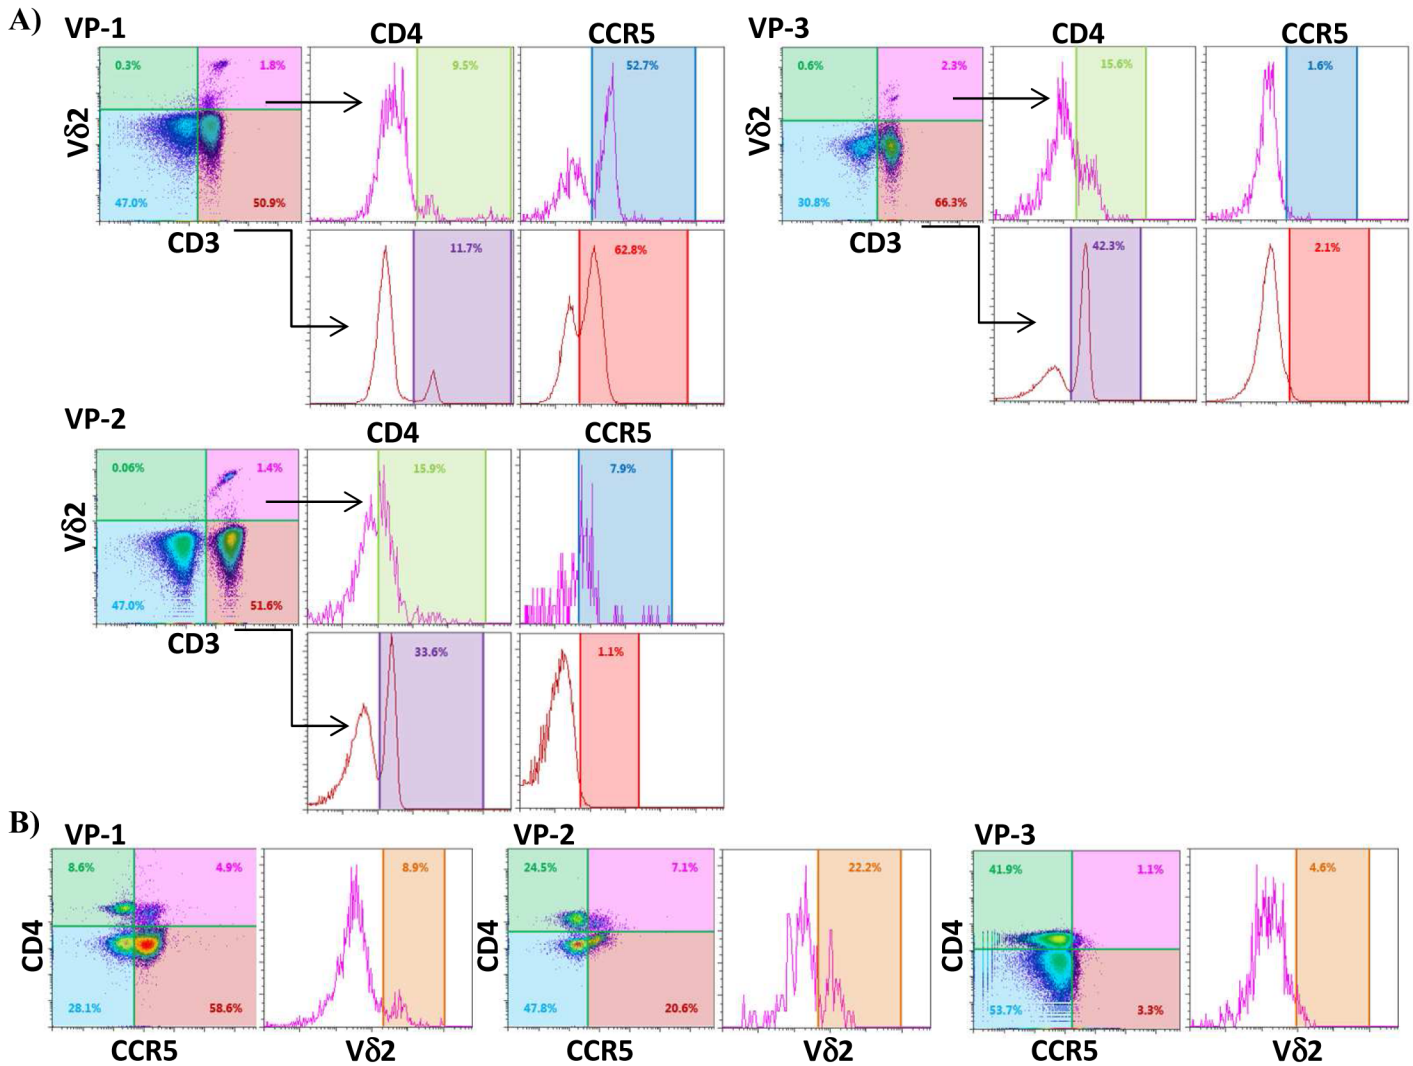 A)
VP-1
CD4
CCR5
VP-3
CD4
CCR5
0.3%
1.8%
9.5%
52.7%
0.6%
2.3%
15.6%
1.6%
Vδ2
Vδ2
47.0%
50.9%
30.8%
66.3%
CD3
CD3
11.7%
62.8%
42.3%
2.1%
VP-2
CD4
CCR5
0.06%
1.4%
15.9%
7.9%
Vδ2
47.0%
51.6%
CD3
33.6%
1.1%
B)
VP-1
VP-2
VP-3
8.6%
4.9%
8.9%
24.5%
7.1%
22.2%
41.9%
1.1%
4.6%
CD4
CD4
CD4
28.1%
58.6%
47.8%
20.6%
53.7%
3.3%
CCR5
Vδ2
CCR5
Vδ2
CCR5
Vδ2